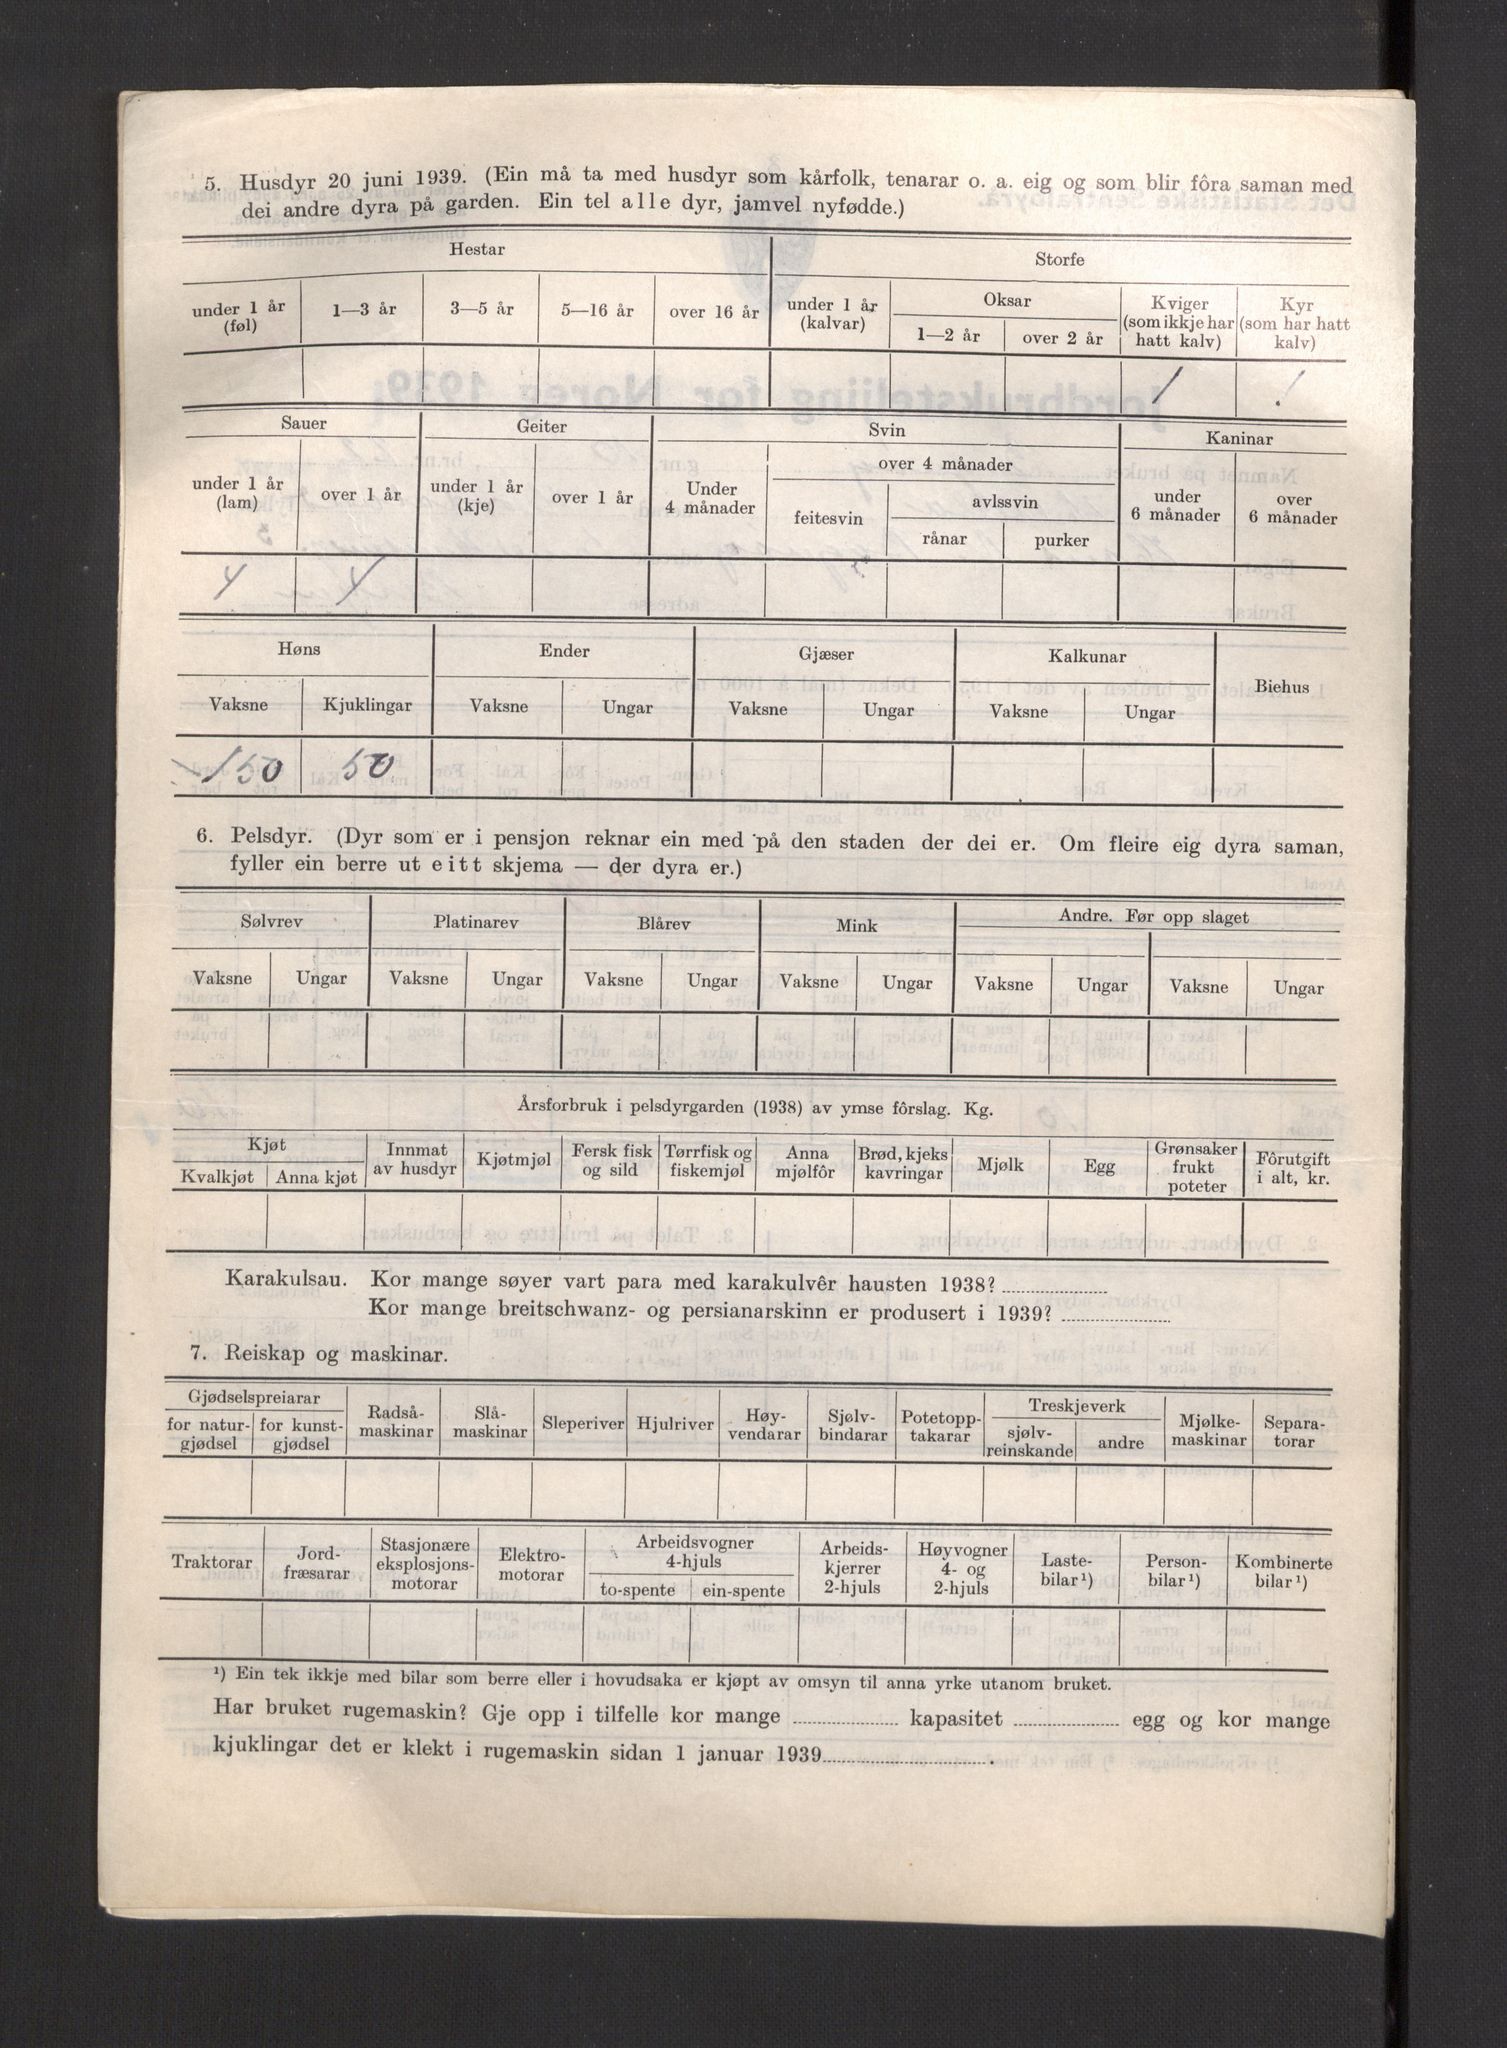 5. Husdyr 20 juni 1939. (Ein må ta med husdyr som kårfolk, tenarar o. a. eig og som blir fôra saman med
dei andre dyra på garden. Ein tel alle dyr, jamvel nyfødde.)
Hestar Storfe
under 1 år (føl) 1—3 år 3—5 år 5—16 år over 16 år under 1 år (kalvar) Oksar 1—2 år over 2 år Kviger (som ikkje har hatt kalv) Kyr (som har hatt kalv)
1 1
Sauer Geiter Svin Kaninar
under 1 år (lam) over 1 år under 1 år (kje) over 1 år Under 4 månader over 4 månader feitesvin avlssvin rånar purker under 6 månader over 6 månader
3
4 4
Høns Ender Gjæser Kalkunar Biehus
Vaksne Kjuklingar Vaksne Ungar Vaksne Ungar Vaksne Ungar
150 50
6. Pelsdyr. (Dyr som er i pensjon reknar ein med på den staden der dei er. Om fleire eig dyra saman,
fyller ein berre ut eitt skjema — der dyra er.)
Sølvrev Platinarev Blårev Mink Andre. Før opp slaget
Vaksne Ungar Vaksne Ungar Vaksne Ungar Vaksne Ungar Vaksne Ungar Vaksne Ungar
Årsforbruk i pelsdyrgarden (1938) av ymse fôrslag. Kg.
Kjøt Kvalkjøt Anna kjøt Innmat av husdyr Kjøtmjøl Fersk fisk og sild Tørrfisk og fiskemjøl Anna mjølfôr Brød, kjeks kavringar Mjølk Egg Grønsaker frukt poteter Fôrutgift i alt, kr.
Karakulsau. Kor mange søyer vart para med karakulvêr hausten 1938?
Kor mange breitschwanz- og persianarskinn er produsert i 1939?
7. Reiskap og maskinar.
Gjødselspreiarar for natur-gjødsel for kunst-gjødsel Radså-maskinar Slå-maskinar Sleperiver Hjulriver Høy-vendarar Sjølv-bindarar Potetopp-takarar Treskjeverk sjølv-reinskande andre Mjølke-maskinar Separa-torar
Traktorar Jord-fræsarar Stasjonære eksplosjons-motorar Elektro-motorar Arbeidsvogner 4-hjuls to-spente ein-spente Arbeids-kjerrer 2-hjuls Høyvogner 4- og 2-hjuls Laste-bilar¹) Person-bilar¹) Kombinerte bilar¹)
¹) Ein tek ikkje med bilar som berre eller i hovudsaka er kjøpt av omsyn til anna yrke utanom bruket.
Har bruket rugemaskin? Gje opp i tilfelle kor mange kapasitet egg og kor mange
kjuklingar det er klekt i rugemaskin sidan 1 januar 1939 .